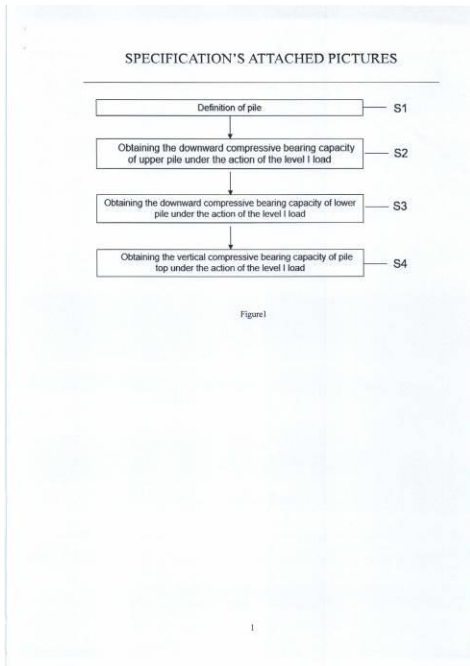 SPECIFICATION'S ATTACHED PICTURES
Definition of pile
S1
Obtaining the downward compressive bearing capacity
of upper pile under the action of the level I load
S2
Obtaining the downward compressive bearing capacity of lower
pile under the action of the level I load
S3
Obtaining the vertical compressive bearing capacity of pile
top under the action of the level I load
S4
Figure1
1